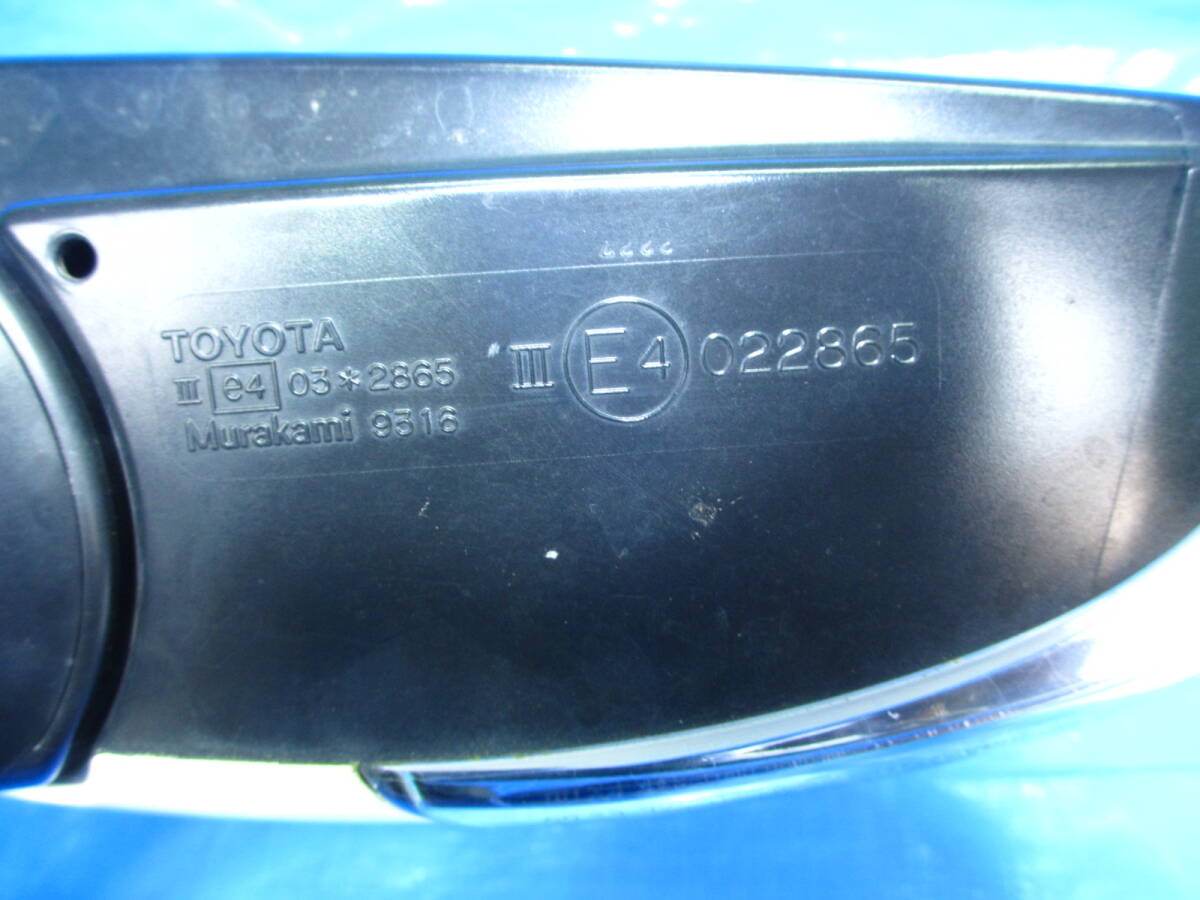 TOYOTA
III e4 03*2865
Murakami 9316
III E4 022865